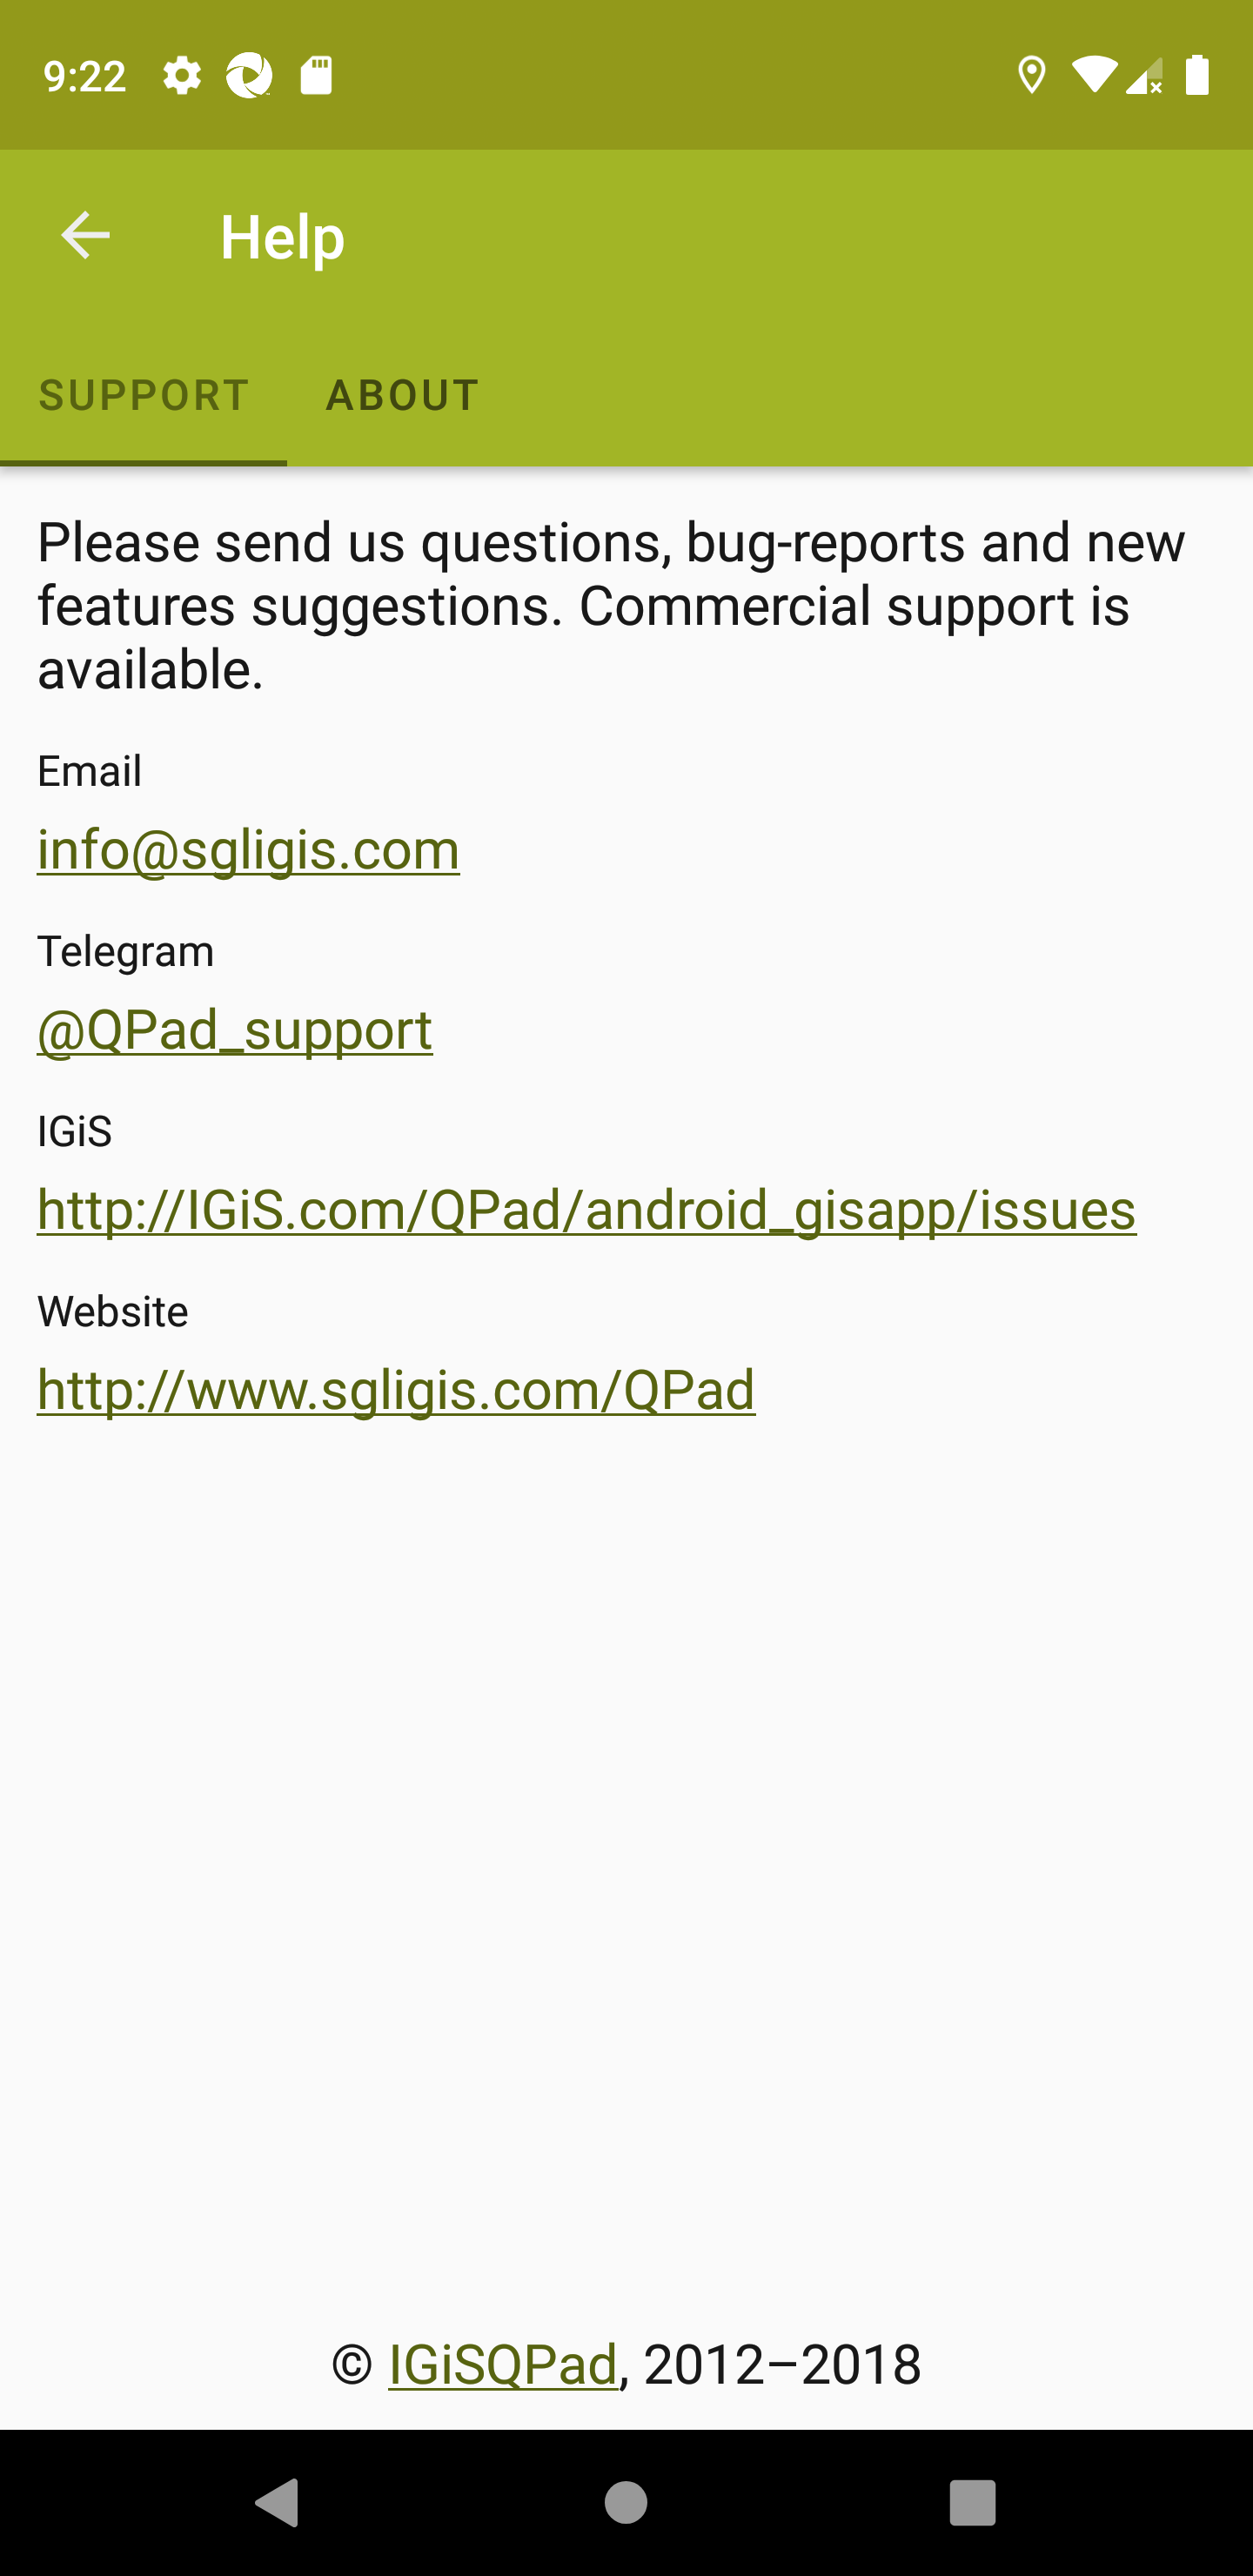 9:22
Help
SUPPORT ABOUT
Please send us questions, bug-reports and new
features suggestions. Commercial support is
available.
Email
info@sgligis.com
Telegram
@QPad_support
IGiS
http://IGiS.com/QPad/android_gisapp/issues
Website
http://www.sgligis.com/QPad
© IGiSQPad, 2012–2018